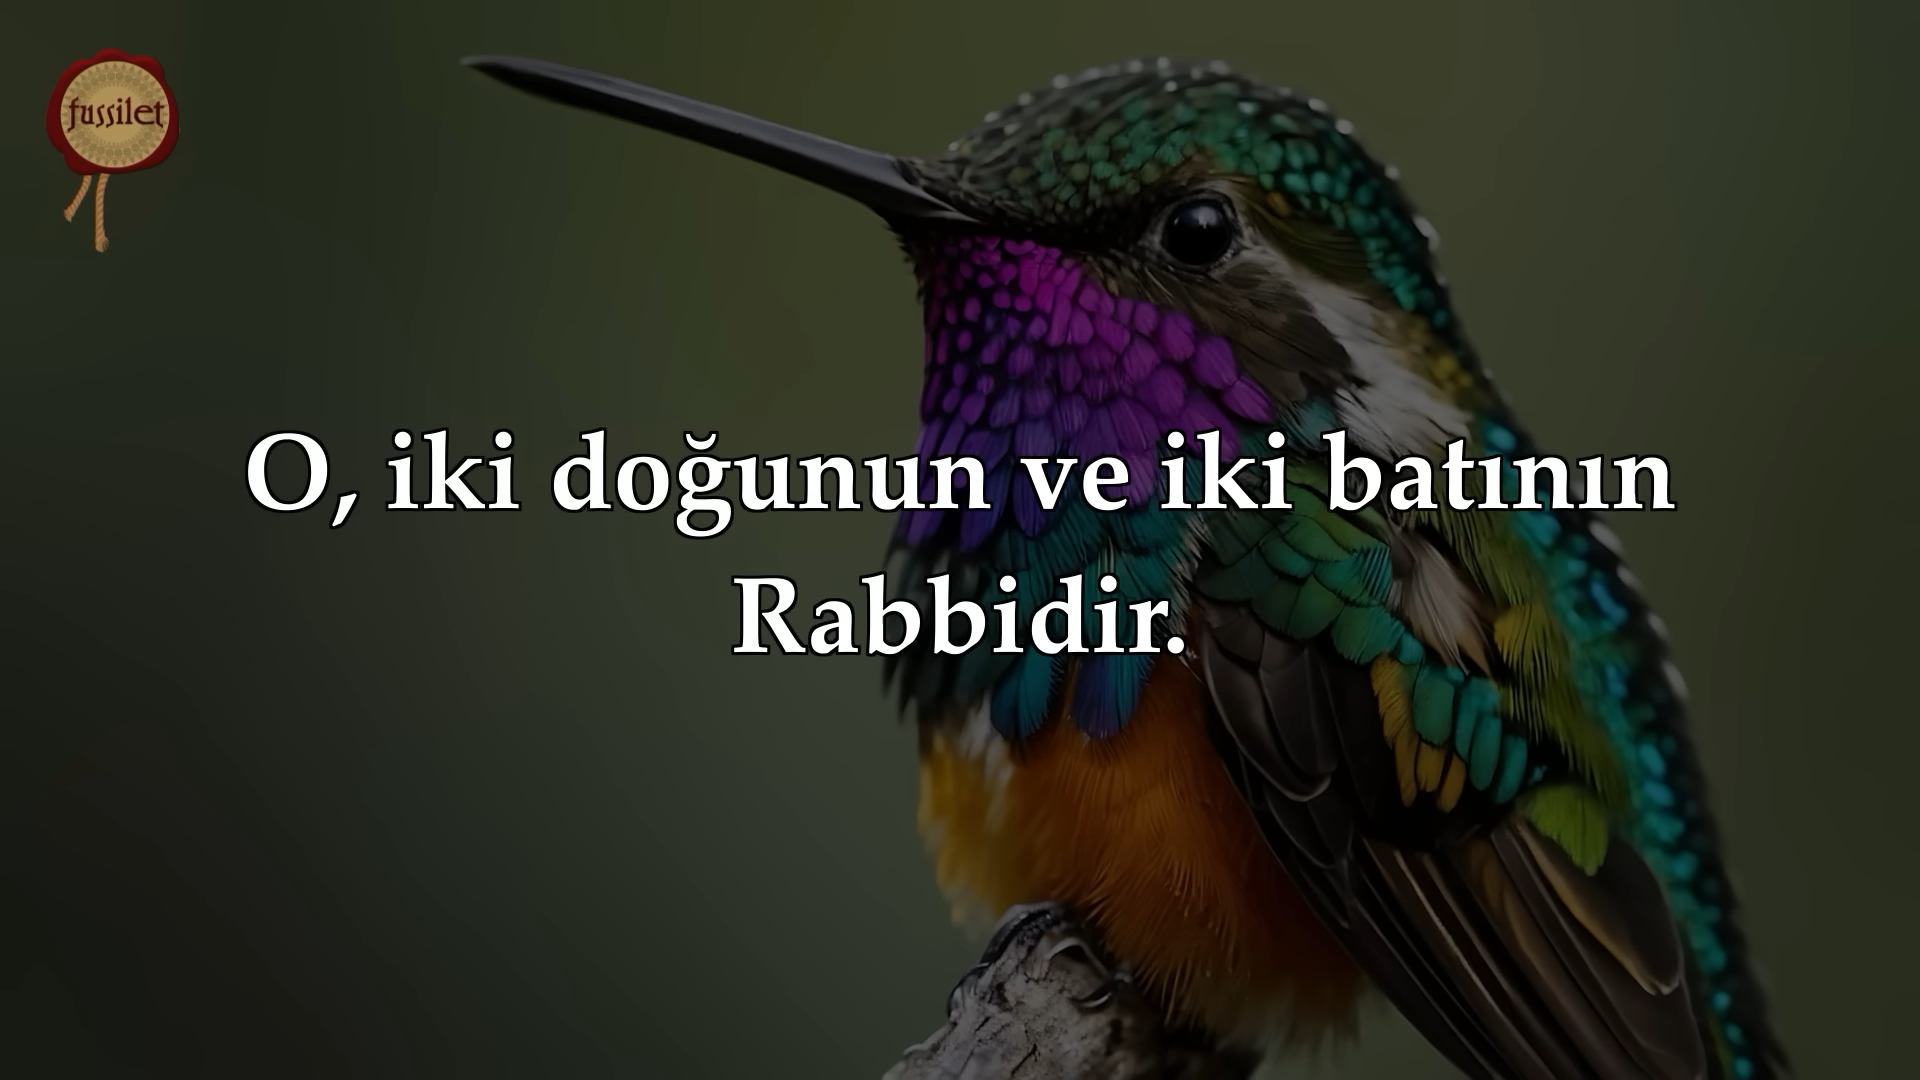 fussilet
O, iki doğunun ve iki batının
Rabbidir.